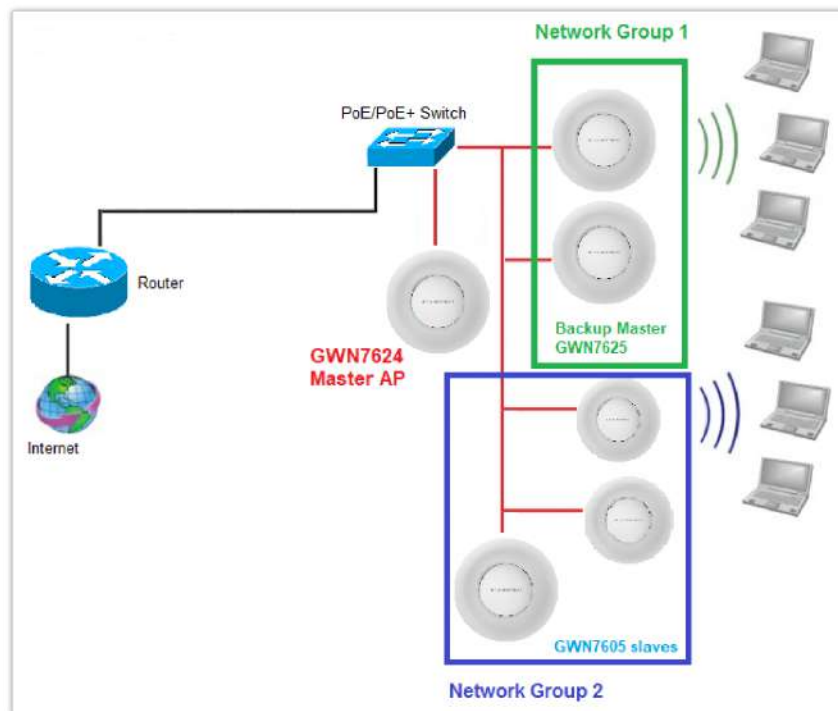 Network Group 1
PoE/PoE+ Switch
Router
GWN7624
Master AP
Backup Master
GWN7625
Internet
GWN7605 slaves
Network Group 2